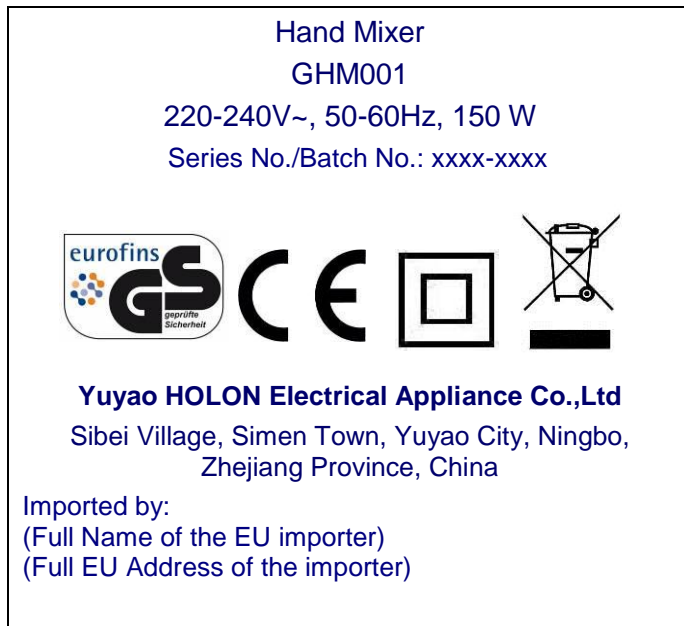 Hand Mixer
GHM001
220-240V~, 50-60Hz, 150 W
Series No./Batch No.: xxxx-xxxx
eurofins
GS
geprüfte
Sicherheit
CE
Yuyao HOLON Electrical Appliance Co.,Ltd
Sibei Village, Simen Town, Yuyao City, Ningbo,
Zhejiang Province, China
Imported by:
(Full Name of the EU importer)
(Full EU Address of the importer)